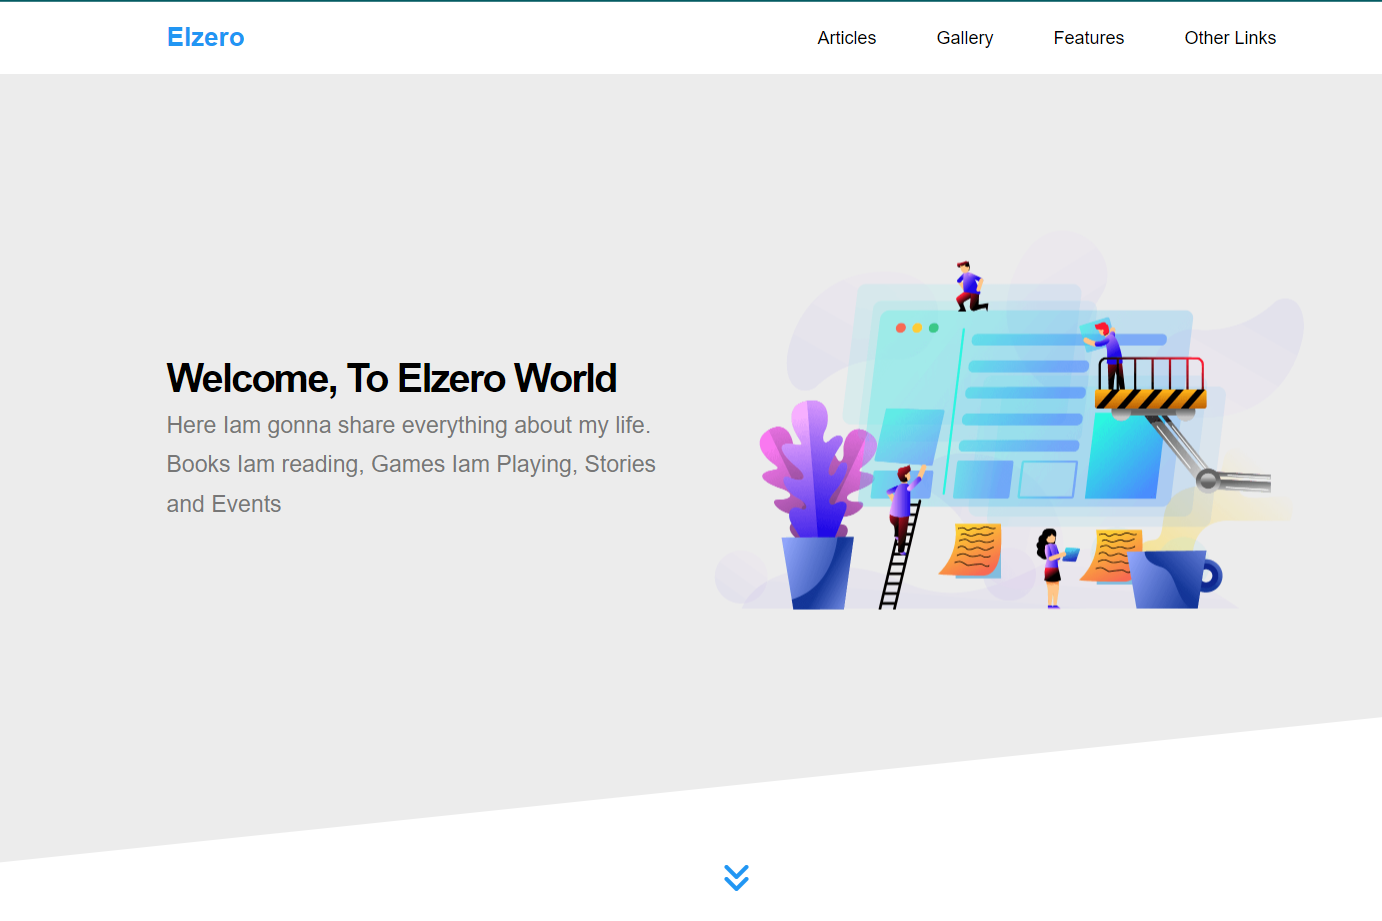 Elzero
Articles
Gallery
Features
Other Links
Welcome, To Elzero World
Here Iam gonna share everything about my life.
Books Iam reading, Games Iam Playing, Stories
and Events